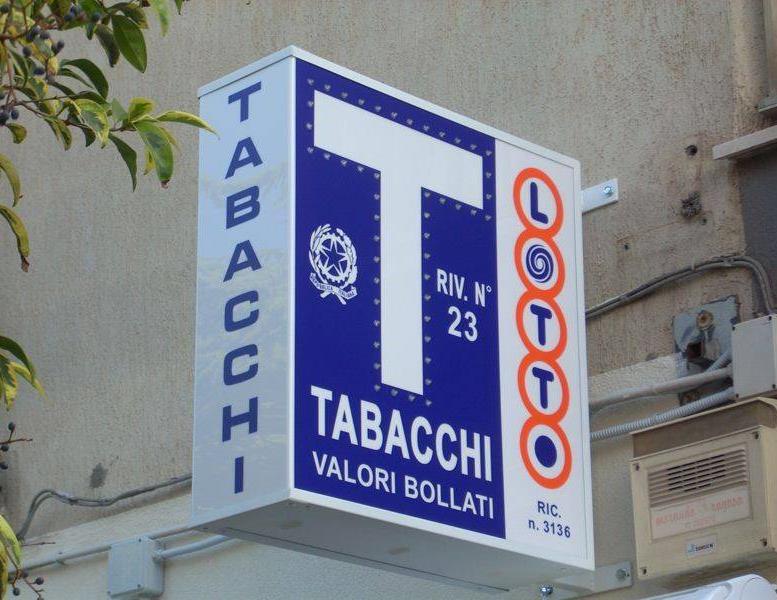 TABACCHI
T
RIV. N°
23
TABACCHI
VALORI BOLLATI
LOTTO
RIC.
n. 3136